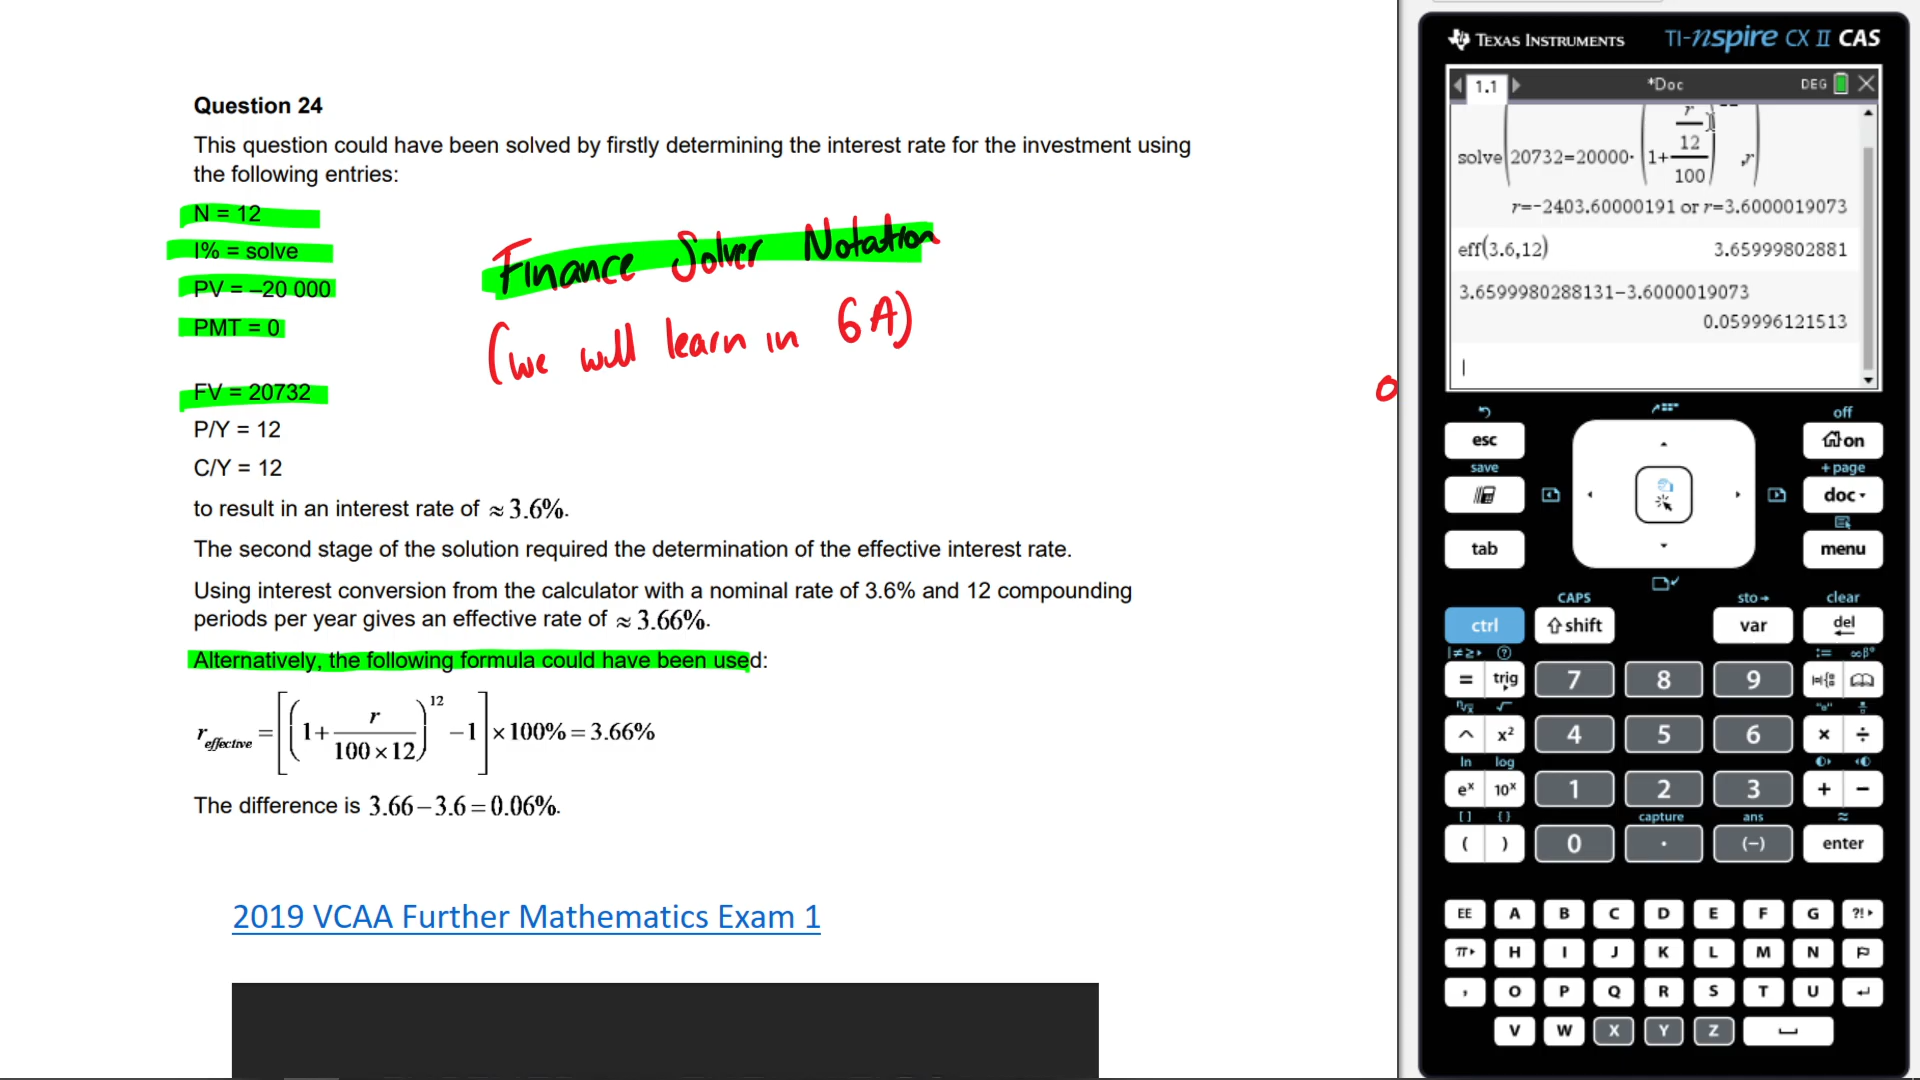 Question 24
This question could have been solved by firstly determining the interest rate for the investment using
the following entries:
N = 12
I% = solve
PV = –20 000
PMT = 0
FV = 20732
P/Y = 12
C/Y = 12
to result in an interest rate of ≈ 3.6%.
The second stage of the solution required the determination of the effective interest rate.
Using interest conversion from the calculator with a nominal rate of 3.6% and 12 compounding
periods per year gives an effective rate of ≈ 3.66%.
Alternatively, the following formula could have been used:
r effective = [(1 + r / (100 × 12))^12 – 1] × 100% = 3.66%
The difference is 3.66 – 3.6 = 0.06%.
2019 VCAA Further Mathematics Exam 1
Finance Solver Notation
(we will learn in 6A)
TEXAS INSTRUMENTS TI-nspire CX II CAS
1.1 *Doc DEG
solve(20732=20000·(1+ r/12 /100) ,r)
r=-2403.60000191 or r=3.6000019073
eff(3.6,12) 3.65999802881
3.6599980288131-3.6000019073
0.059996121513
off
esc on
save + page
doc
tab menu
CAPS sto→ clear
ctrl shift var del
|≠≥▸ ? := ∞β°
= trig 7 8 9
n√x √ "□"
^ x² 4 5 6 × ÷
ln log
eˣ 10ˣ 1 2 3 + −
[ ] { } capture ans ≈
( ) 0 . (−) enter
EE A B C D E F G ?!▸
π▸ H I J K L M N
, O P Q R S T U
V W X Y Z